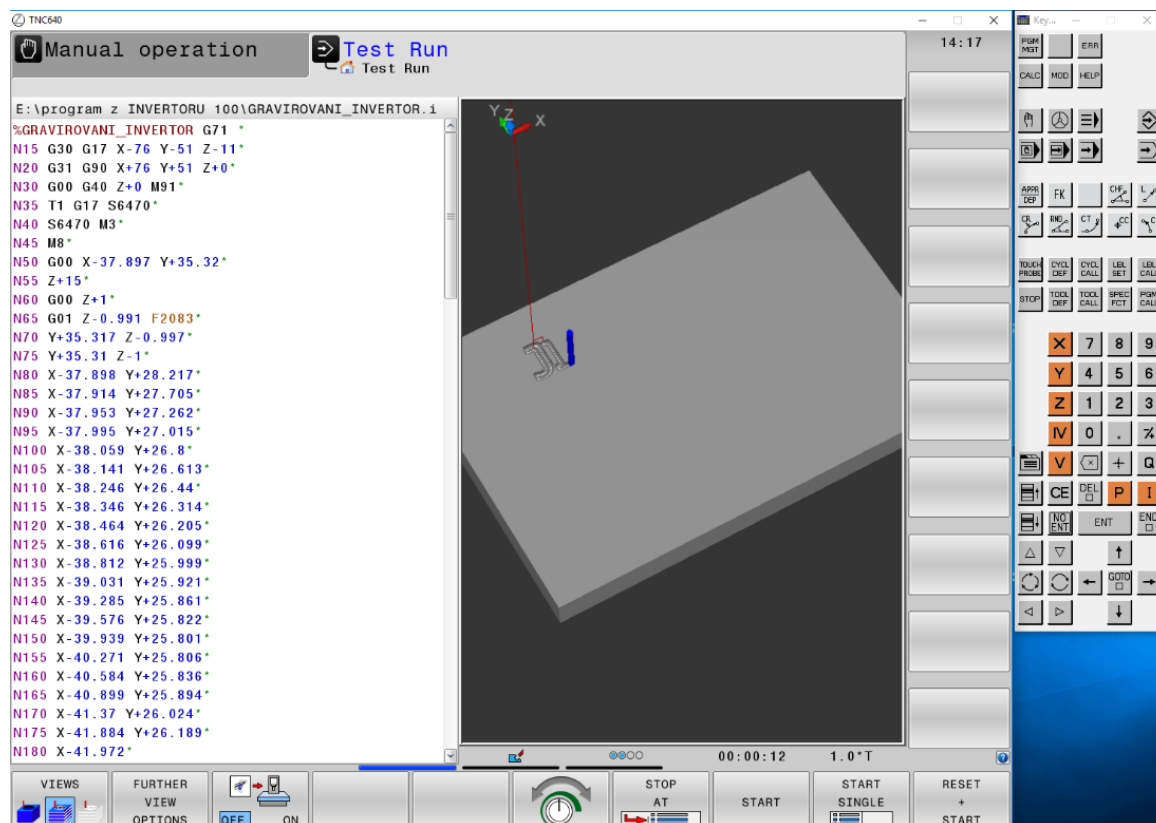 TNC640
Manual operation
Test Run
Test Run
14:17
E:\program z INVERTORU 100\GRAVIROVANI_INVERTOR.i
%GRAVIROVANI_INVERTOR G71 *
N15 G30 G17 X-76 Y-51 Z-11*
N20 G31 G90 X+76 Y+51 Z+0*
N30 G00 G40 Z+0 M91*
N35 T1 G17 S6470*
N40 S6470 M3*
N45 M8*
N50 G00 X-37.897 Y+35.32*
N55 Z+15*
N60 G00 Z+1*
N65 G01 Z-0.991 F2083*
N70 Y+35.317 Z-0.997*
N75 Y+35.31 Z-1*
N80 X-37.898 Y+28.217*
N85 X-37.914 Y+27.705*
N90 X-37.953 Y+27.262*
N95 X-37.995 Y+27.015*
N100 X-38.059 Y+26.8*
N105 X-38.141 Y+26.613*
N110 X-38.246 Y+26.44*
N115 X-38.346 Y+26.314*
N120 X-38.464 Y+26.205*
N125 X-38.616 Y+26.099*
N130 X-38.812 Y+25.999*
N135 X-39.031 Y+25.921*
N140 X-39.285 Y+25.861*
N145 X-39.576 Y+25.822*
N150 X-39.939 Y+25.801*
N155 X-40.271 Y+25.806*
N160 X-40.584 Y+25.836*
N165 X-40.899 Y+25.894*
N170 X-41.37 Y+26.024*
N175 X-41.884 Y+26.189*
N180 X-41.972*
Y Z X
00:00:12 1.0*T
VIEWS
FURTHER
VIEW
OPTIONS
OFF ON
STOP
AT
START
START
SINGLE
RESET
+
START
Key...
PGM MGT ERR
CALC MOD HELP
APPR DEP FK CHF L
CR RND CT CC C
TOUCH PROBE CYCL DEF CYCL CALL LBL SET LBL CALL
STOP TOOL DEF TOOL CALL SPEC FCT PGM CALL
X 7 8 9
Y 4 5 6
Z 1 2 3
IV 0 .
V + Q
CE DEL P I
NO ENT ENT END
GOTO